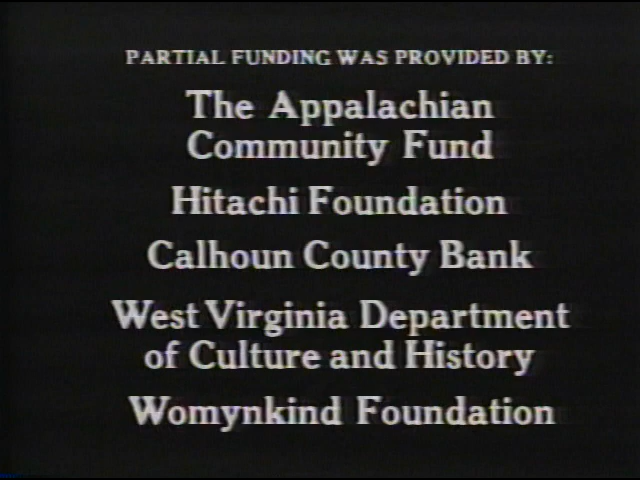 PARTIAL FUNDING WAS PROVIDED BY:
The Appalachian
Community Fund
Hitachi Foundation
Calhoun County Bank
West Virginia Department
of Culture and History
Womynkind Foundation